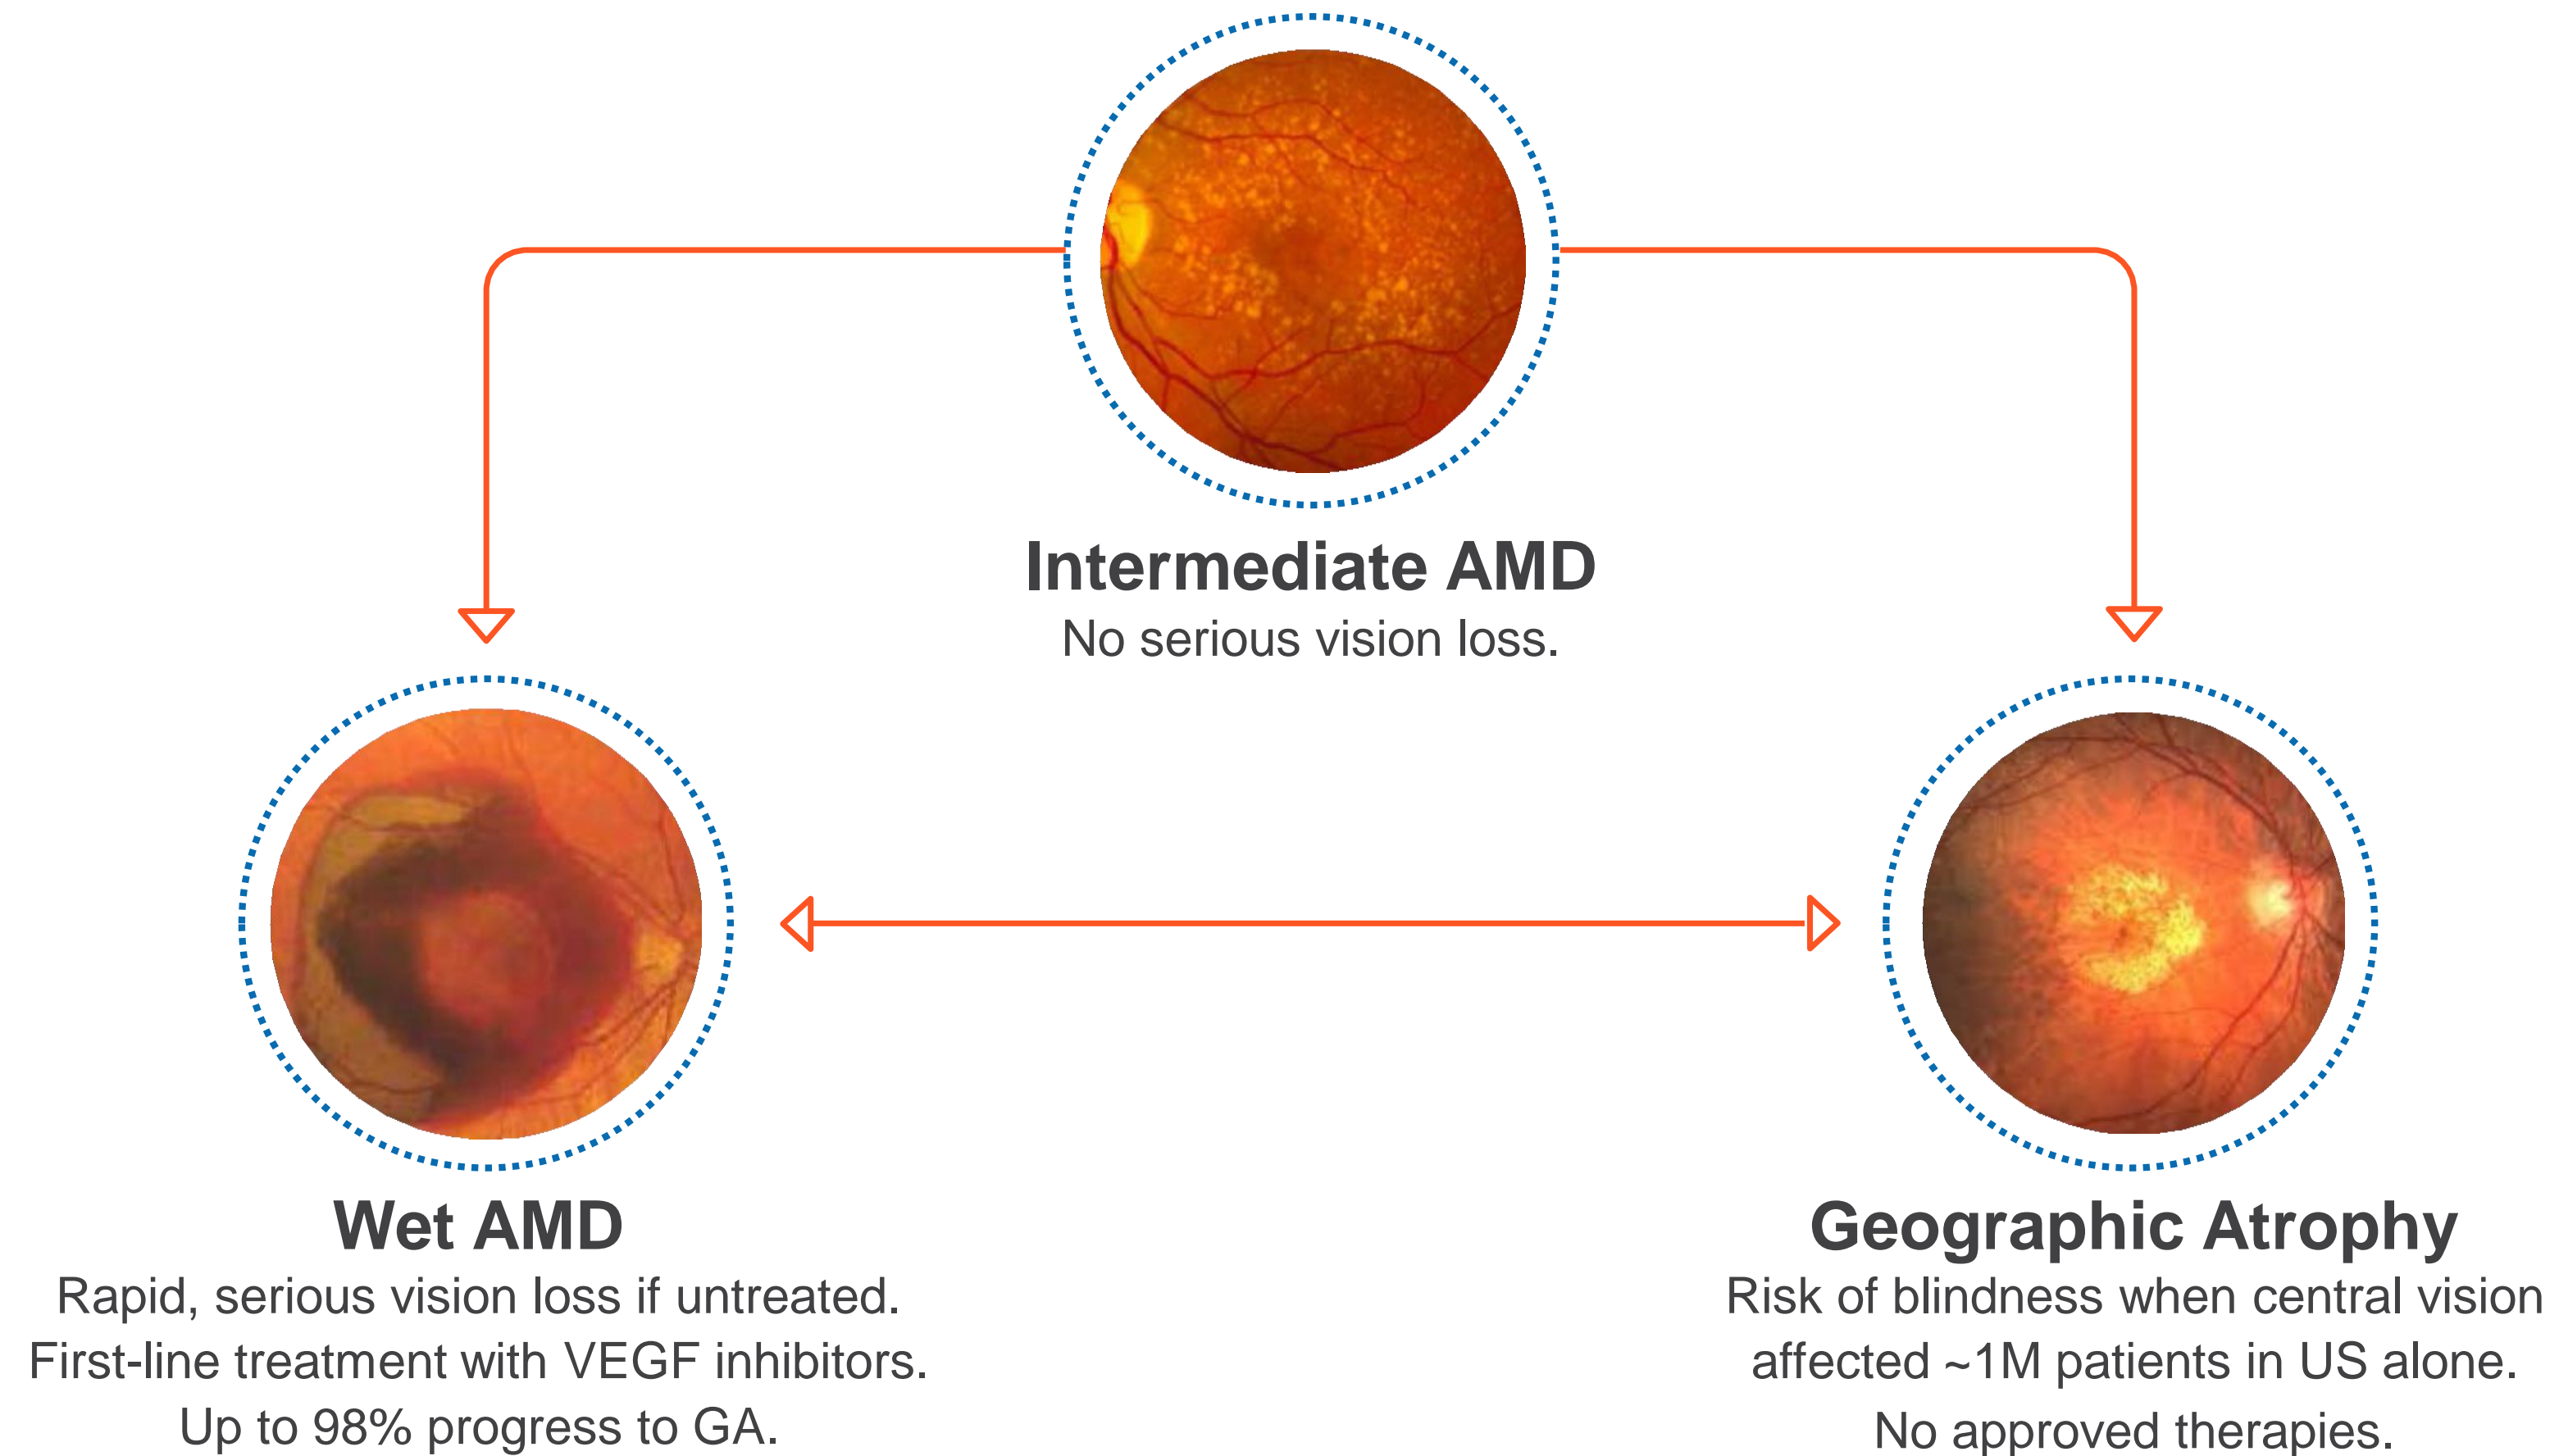 Intermediate AMD
No serious vision loss.
Wet AMD
Rapid, serious vision loss if untreated.
First-line treatment with VEGF inhibitors.
Up to 98% progress to GA.
Geographic Atrophy
Risk of blindness when central vision
affected ~1M patients in US alone.
No approved therapies.